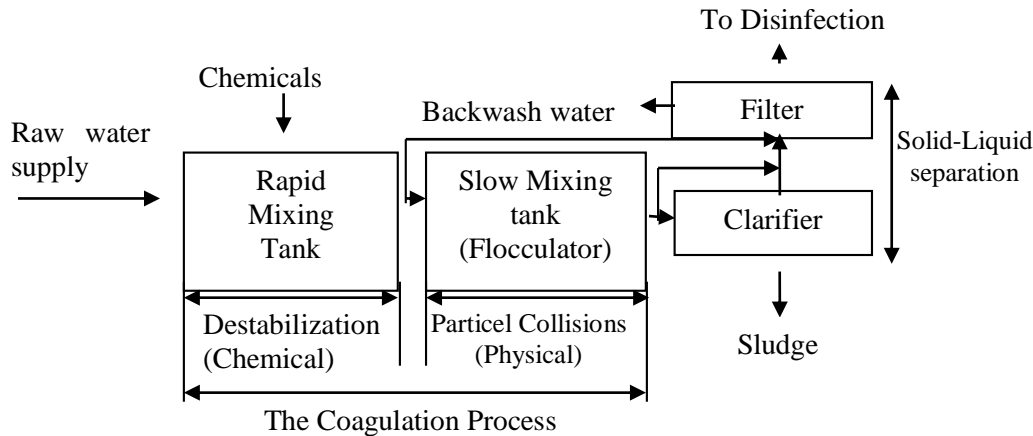 To Disinfection
Chemicals
Backwash water
Filter
Raw water
supply
Solid-Liquid
separation
Rapid
Mixing
Tank
Slow Mixing
tank
(Flocculator)
Clarifier
Destabilization
(Chemical)
Particel Collisions
(Physical)
Sludge
The Coagulation Process